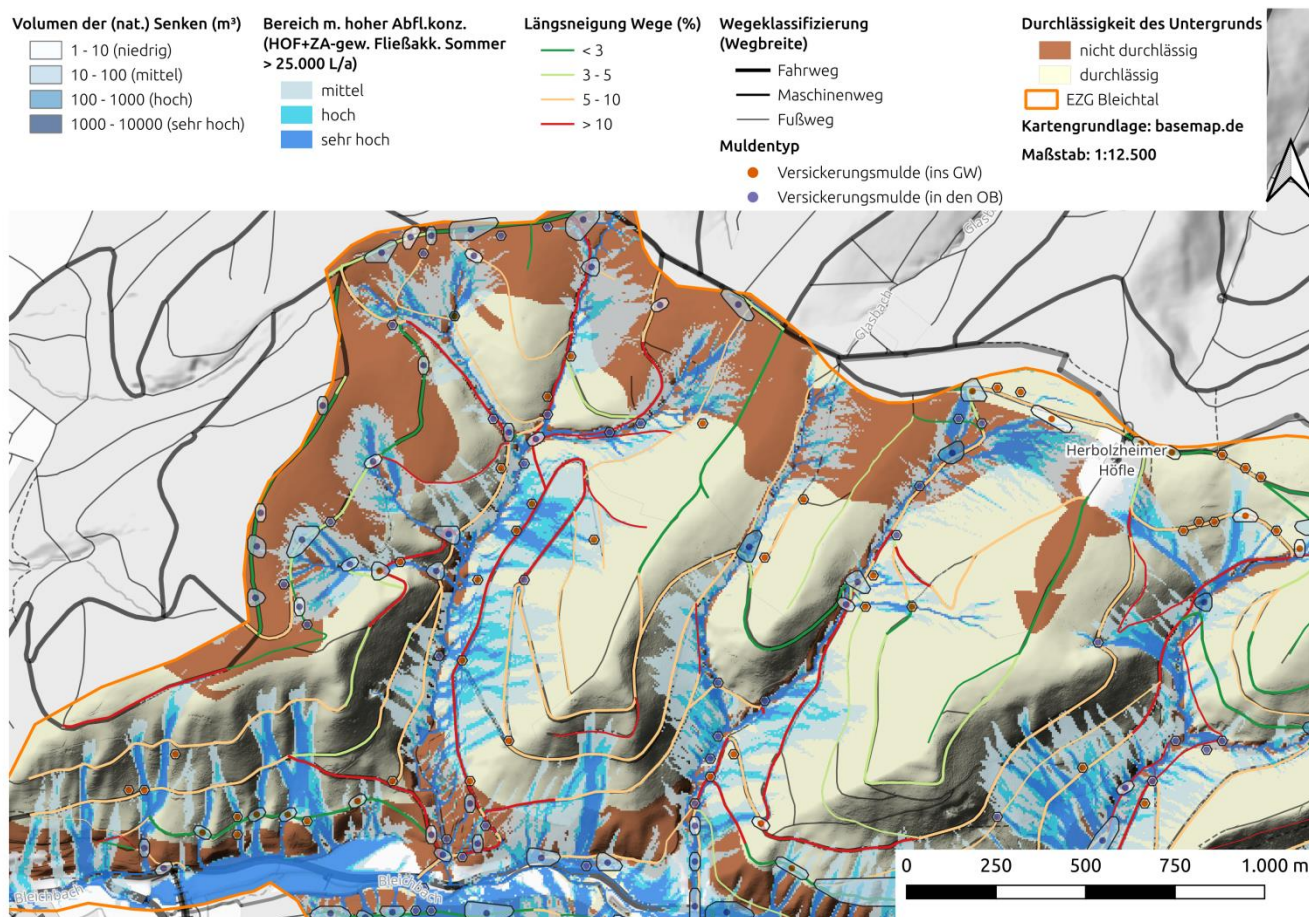 Volumen der (nat.) Senken (m³)
1 - 10 (niedrig)
10 - 100 (mittel)
100 - 1000 (hoch)
1000 - 10000 (sehr hoch)
Bereich m. hoher Abfl.konz.
(HOF+ZA-gew. Fließakk. Sommer
> 25.000 L/a)
mittel
hoch
sehr hoch
Längsneigung Wege (%)
< 3
3 - 5
5 - 10
> 10
Wegeklassifizierung
(Wegbreite)
Fahrweg
Maschinenweg
Fußweg
Muldentyp
Versickerungsmulde (ins GW)
Versickerungsmulde (in den OB)
Durchlässigkeit des Untergrunds
nicht durchlässig
durchlässig
EZG Bleichtal
Kartengrundlage: basemap.de
Maßstab: 1:12.500
Glasbach
Glasbach
Herbolzheimer
Höfle
Bleichbach
Bleichbach
0 250 500 750 1.000 m